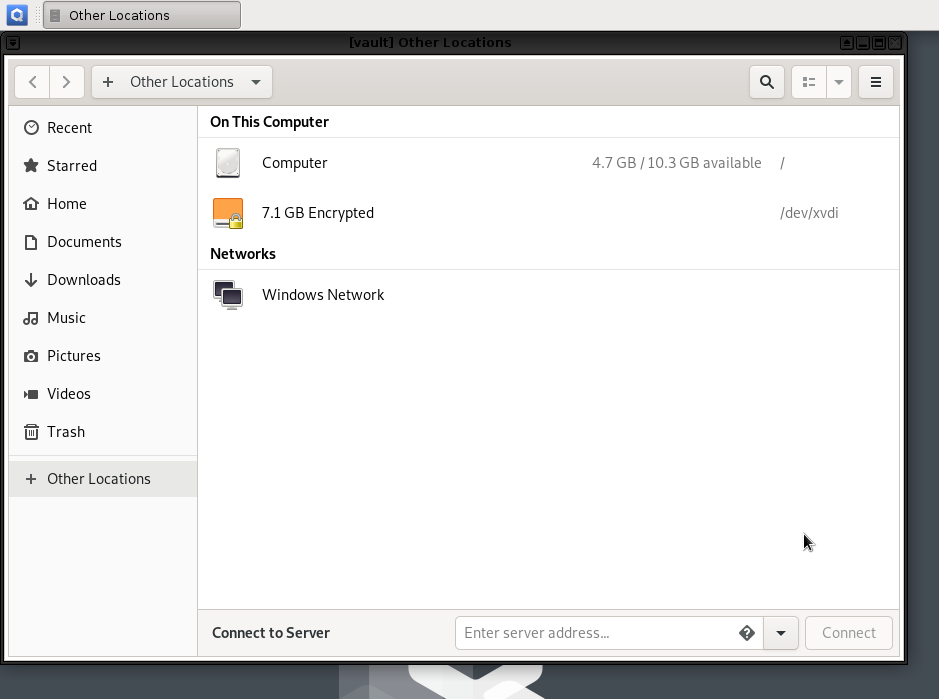 Other Locations
[vault] Other Locations
Other Locations
Recent
Starred
Home
Documents
Downloads
Music
Pictures
Videos
Trash
Other Locations
On This Computer
Computer 4.7 GB / 10.3 GB available /
7.1 GB Encrypted /dev/xvdi
Networks
Windows Network
Connect to Server Enter server address... Connect